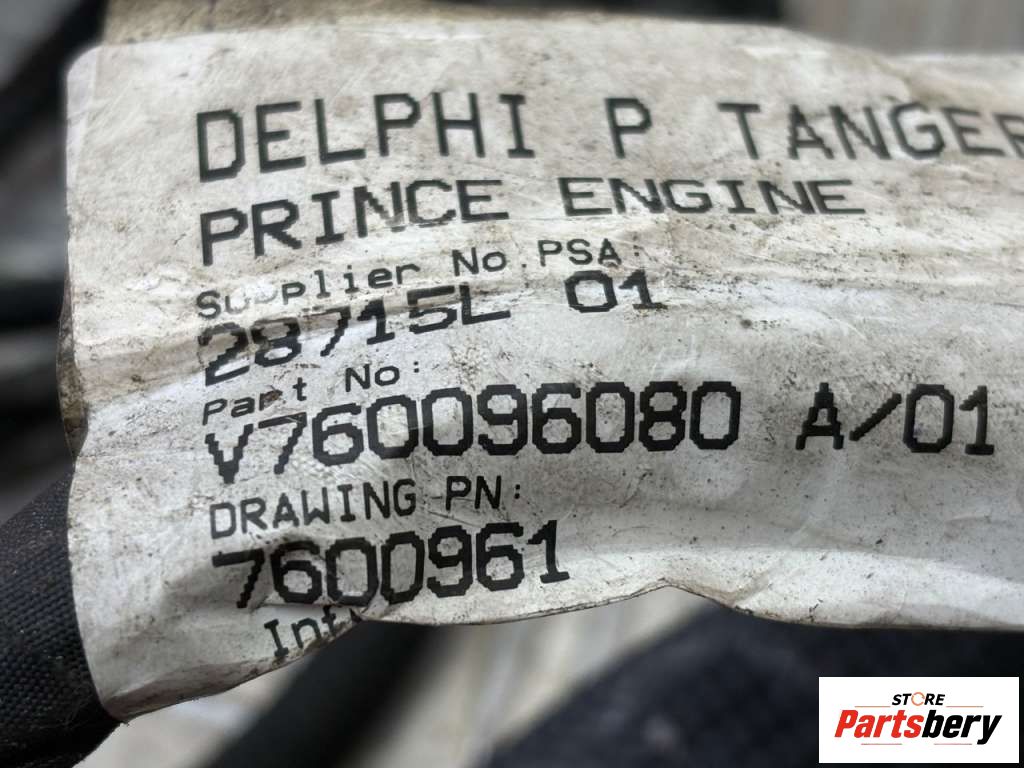 DELPHI P TANGER
PRINCE ENGINE
Supplier No.PSA:
28715L 01
Part No:
V760096080 A/01
DRAWING PN:
7600961
STORE
Partsbery